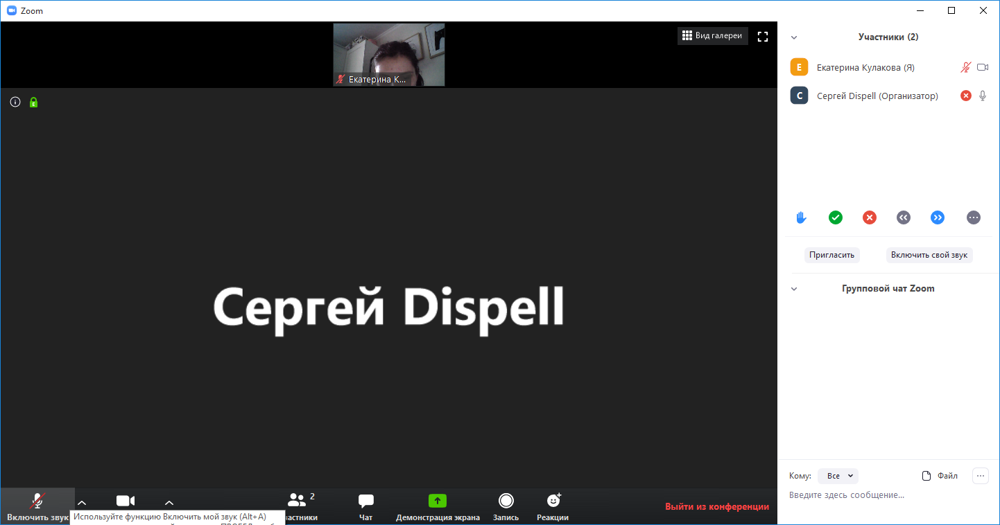 Zoom
Екатерина К...
Вид галереи
Сергей Dispell
Включить звук
Используйте функцию Включить мой звук (Alt+A)
2
Чат
Демонстрация экрана
Запись
Реакции
Выйти из конференции
Участники (2)
E
Екатерина Кулакова (Я)
С
Сергей Dispell (Организатор)
Пригласить
Включить свой звук
Групповой чат Zoom
Кому:
Все
Файл
Введите здесь сообщение...